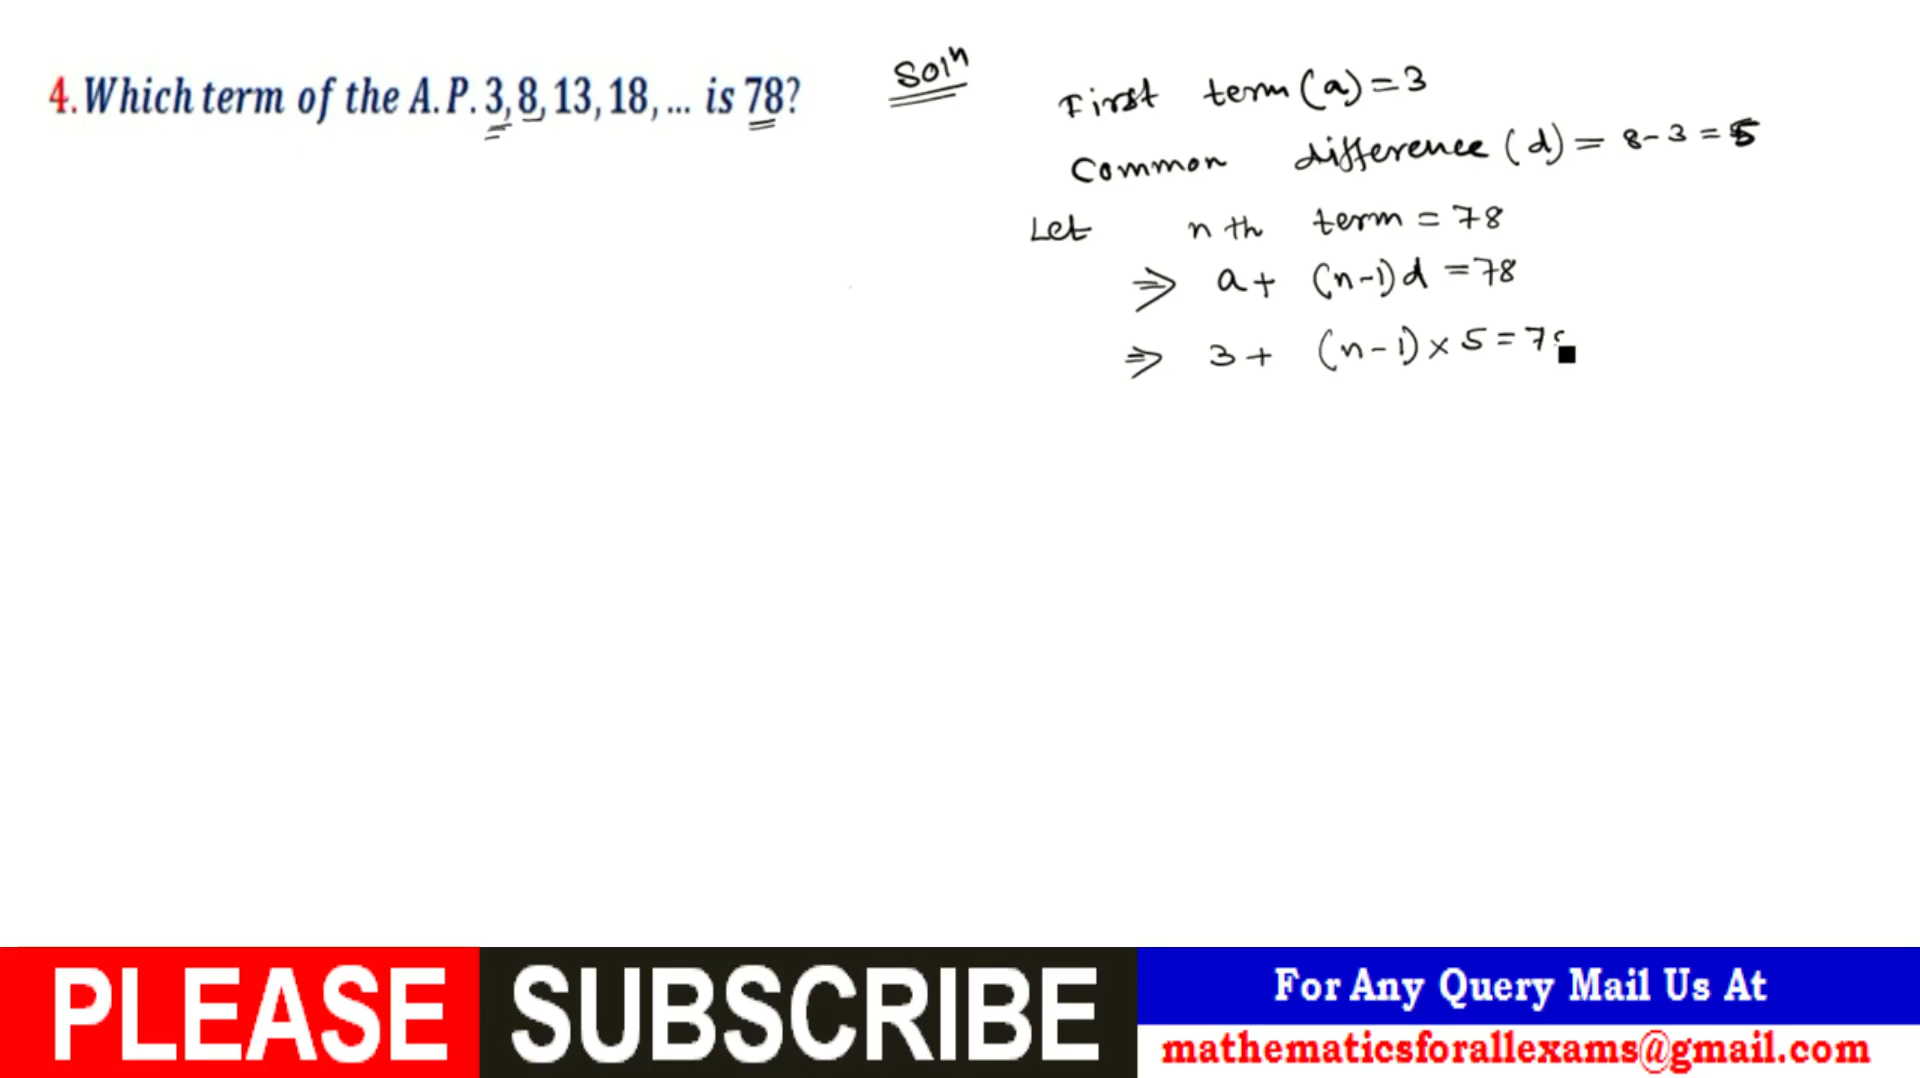 4. Which term of the A.P. 3, 8, 13, 18, ... is 78?
Soln
First term (a) = 3
Common difference (d) = 8 - 3 = 5
Let nth term = 78
⇒ a + (n-1)d = 78
⇒ 3 + (n-1) × 5 = 78
PLEASE SUBSCRIBE
For Any Query Mail Us At
mathematicsforallexams@gmail.com